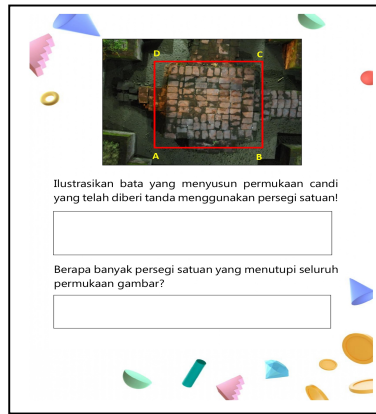 D C
A B
Ilustrasikan bata yang menyusun permukaan candi
yang telah diberi tanda menggunakan persegi satuan!
Berapa banyak persegi satuan yang menutupi seluruh
permukaan gambar?